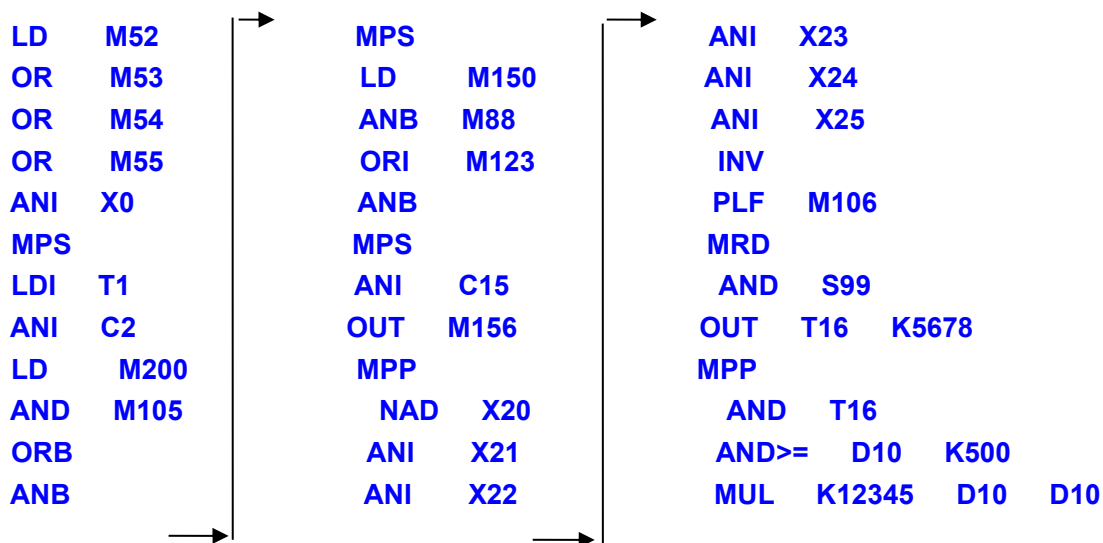 LD M52
OR M53
OR M54
OR M55
ANI X0
MPS
LDI T1
ANI C2
LD M200
AND M105
ORB
ANB
MPS
LD M150
ANB M88
ORI M123
ANB
MPS
ANI C15
OUT M156
MPP
NAD X20
ANI X21
ANI X22
ANI X23
ANI X24
ANI X25
INV
PLF M106
MRD
AND S99
OUT T16 K5678
MPP
AND T16
AND>= D10 K500
MUL K12345 D10 D10